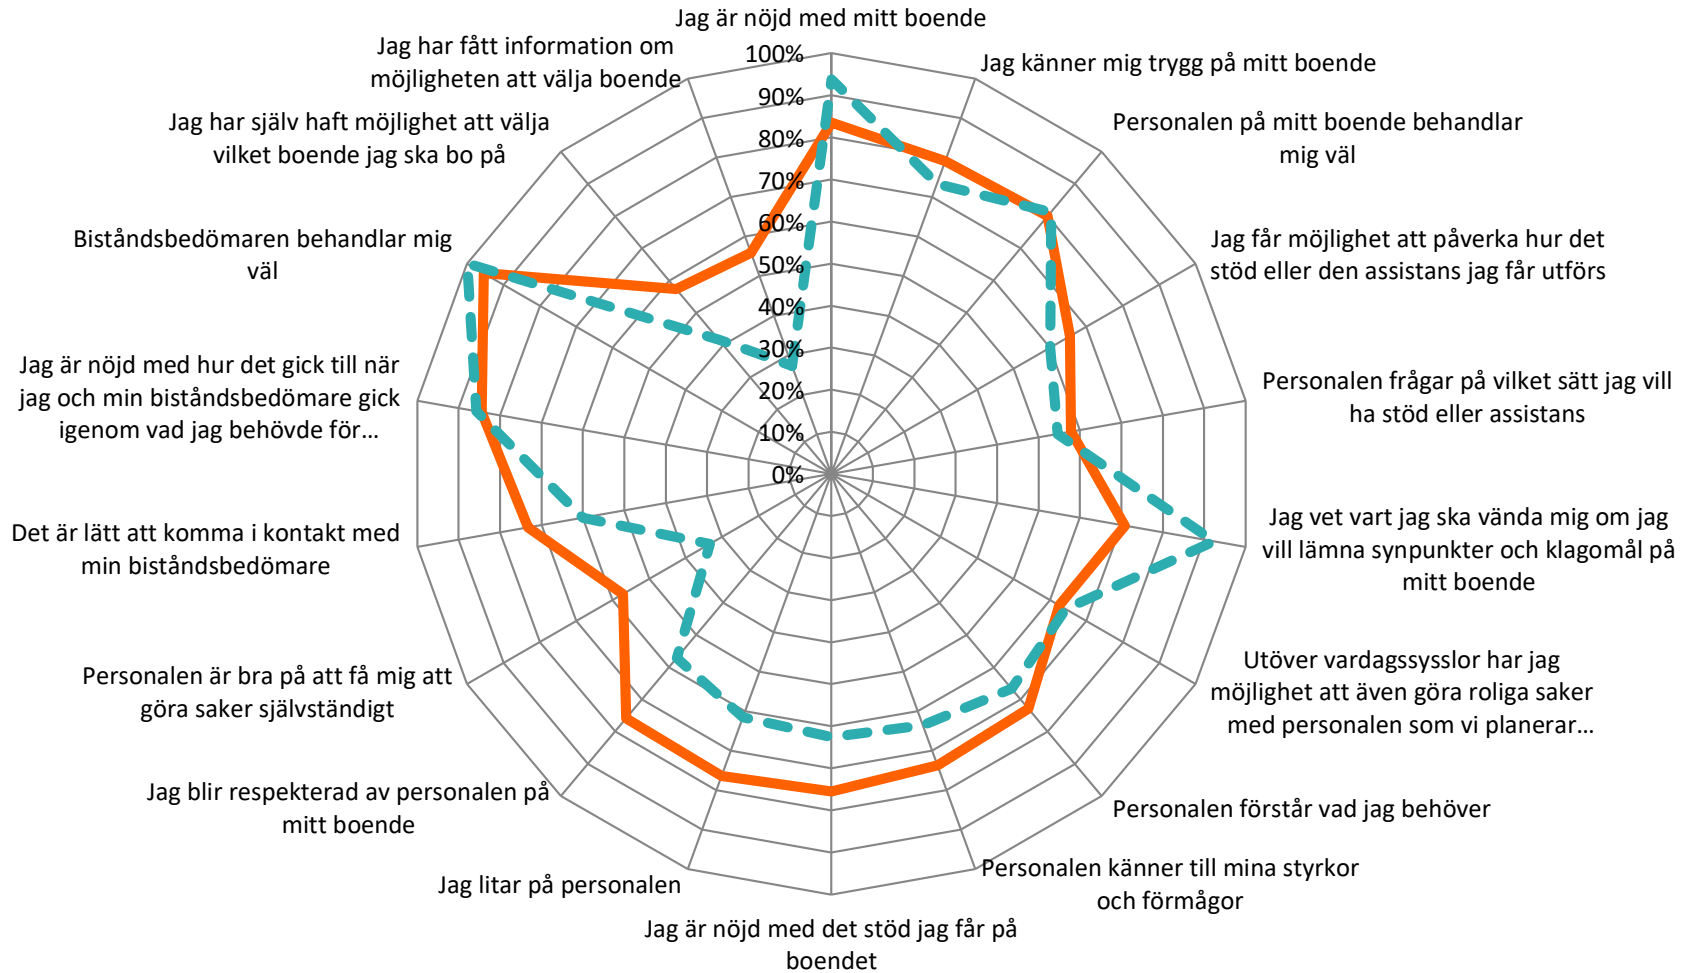 Jag är nöjd med mitt boende
Jag känner mig trygg på mitt boende
Personalen på mitt boende behandlar
mig väl
Jag får möjlighet att påverka hur det
stöd eller den assistans jag får utförs
Personalen frågar på vilket sätt jag vill
ha stöd eller assistans
Jag vet vart jag ska vända mig om jag
vill lämna synpunkter och klagomål på
mitt boende
Utöver vardagssysslor har jag
möjlighet att även göra roliga saker
med personalen som vi planerar...
Personalen förstår vad jag behöver
Personalen känner till mina styrkor
och förmågor
Jag är nöjd med det stöd jag får på
boendet
Jag litar på personalen
Jag blir respekterad av personalen på
mitt boende
Personalen är bra på att få mig att
göra saker självständigt
Det är lätt att komma i kontakt med
min biståndsbedömare
Jag är nöjd med hur det gick till när
jag och min biståndsbedömare gick
igenom vad jag behövde för...
Biståndsbedömaren behandlar mig
väl
Jag har själv haft möjlighet att välja
vilket boende jag ska bo på
Jag har fått information om
möjligheten att välja boende
100%
90%
80%
70%
60%
50%
40%
30%
20%
10%
0%